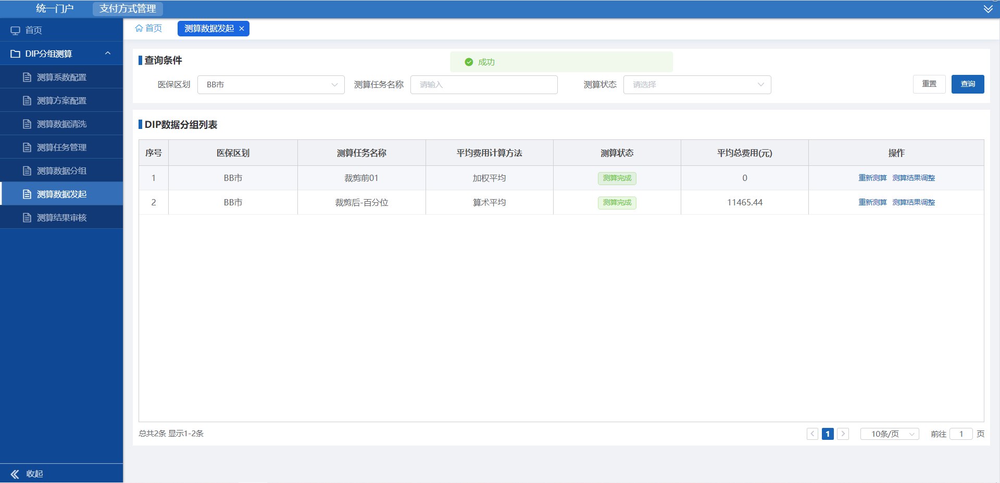 统一门户 支付方式管理
首页
DIP分组测算
测算系数配置
测算方案配置
测算数据清洗
测算任务管理
测算数据分组
测算数据发起
测算结果审核
收起
首页 测算数据发起
查询条件
成功
医保区划 BB市 测算任务名称 请输入 测算状态 请选择 重置 查询
DIP数据分组列表
序号 医保区划 测算任务名称 平均费用计算方法 测算状态 平均总费用(元) 操作
1 BB市 裁剪前01 加权平均 测算完成 0 重新测算 测算结果调整
2 BB市 裁剪后-百分位 算术平均 测算完成 11465.44 重新测算 测算结果调整
总共2条 显示1-2条 1 10条/页 前往 1 页